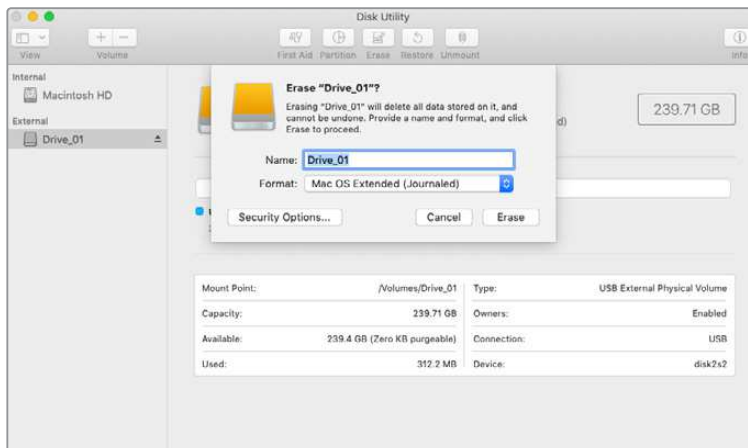 Disk Utility
View
Volume
First Aid
Partition
Erase
Restore
Unmount
Info
Internal
Macintosh HD
External
Drive_01
Erase "Drive_01"?
Erasing "Drive_01" will delete all data stored on it, and
cannot be undone. Provide a name and format, and click
Erase to proceed.
Name: Drive_01
Format: Mac OS Extended (Journaled)
Security Options...
Cancel
Erase
d)
239.71 GB
Mount Point: /Volumes/Drive_01
Type: USB External Physical Volume
Capacity: 239.71 GB
Owners: Enabled
Available: 239.4 GB (Zero KB purgeable)
Connection: USB
Used: 312.2 MB
Device: disk2s2